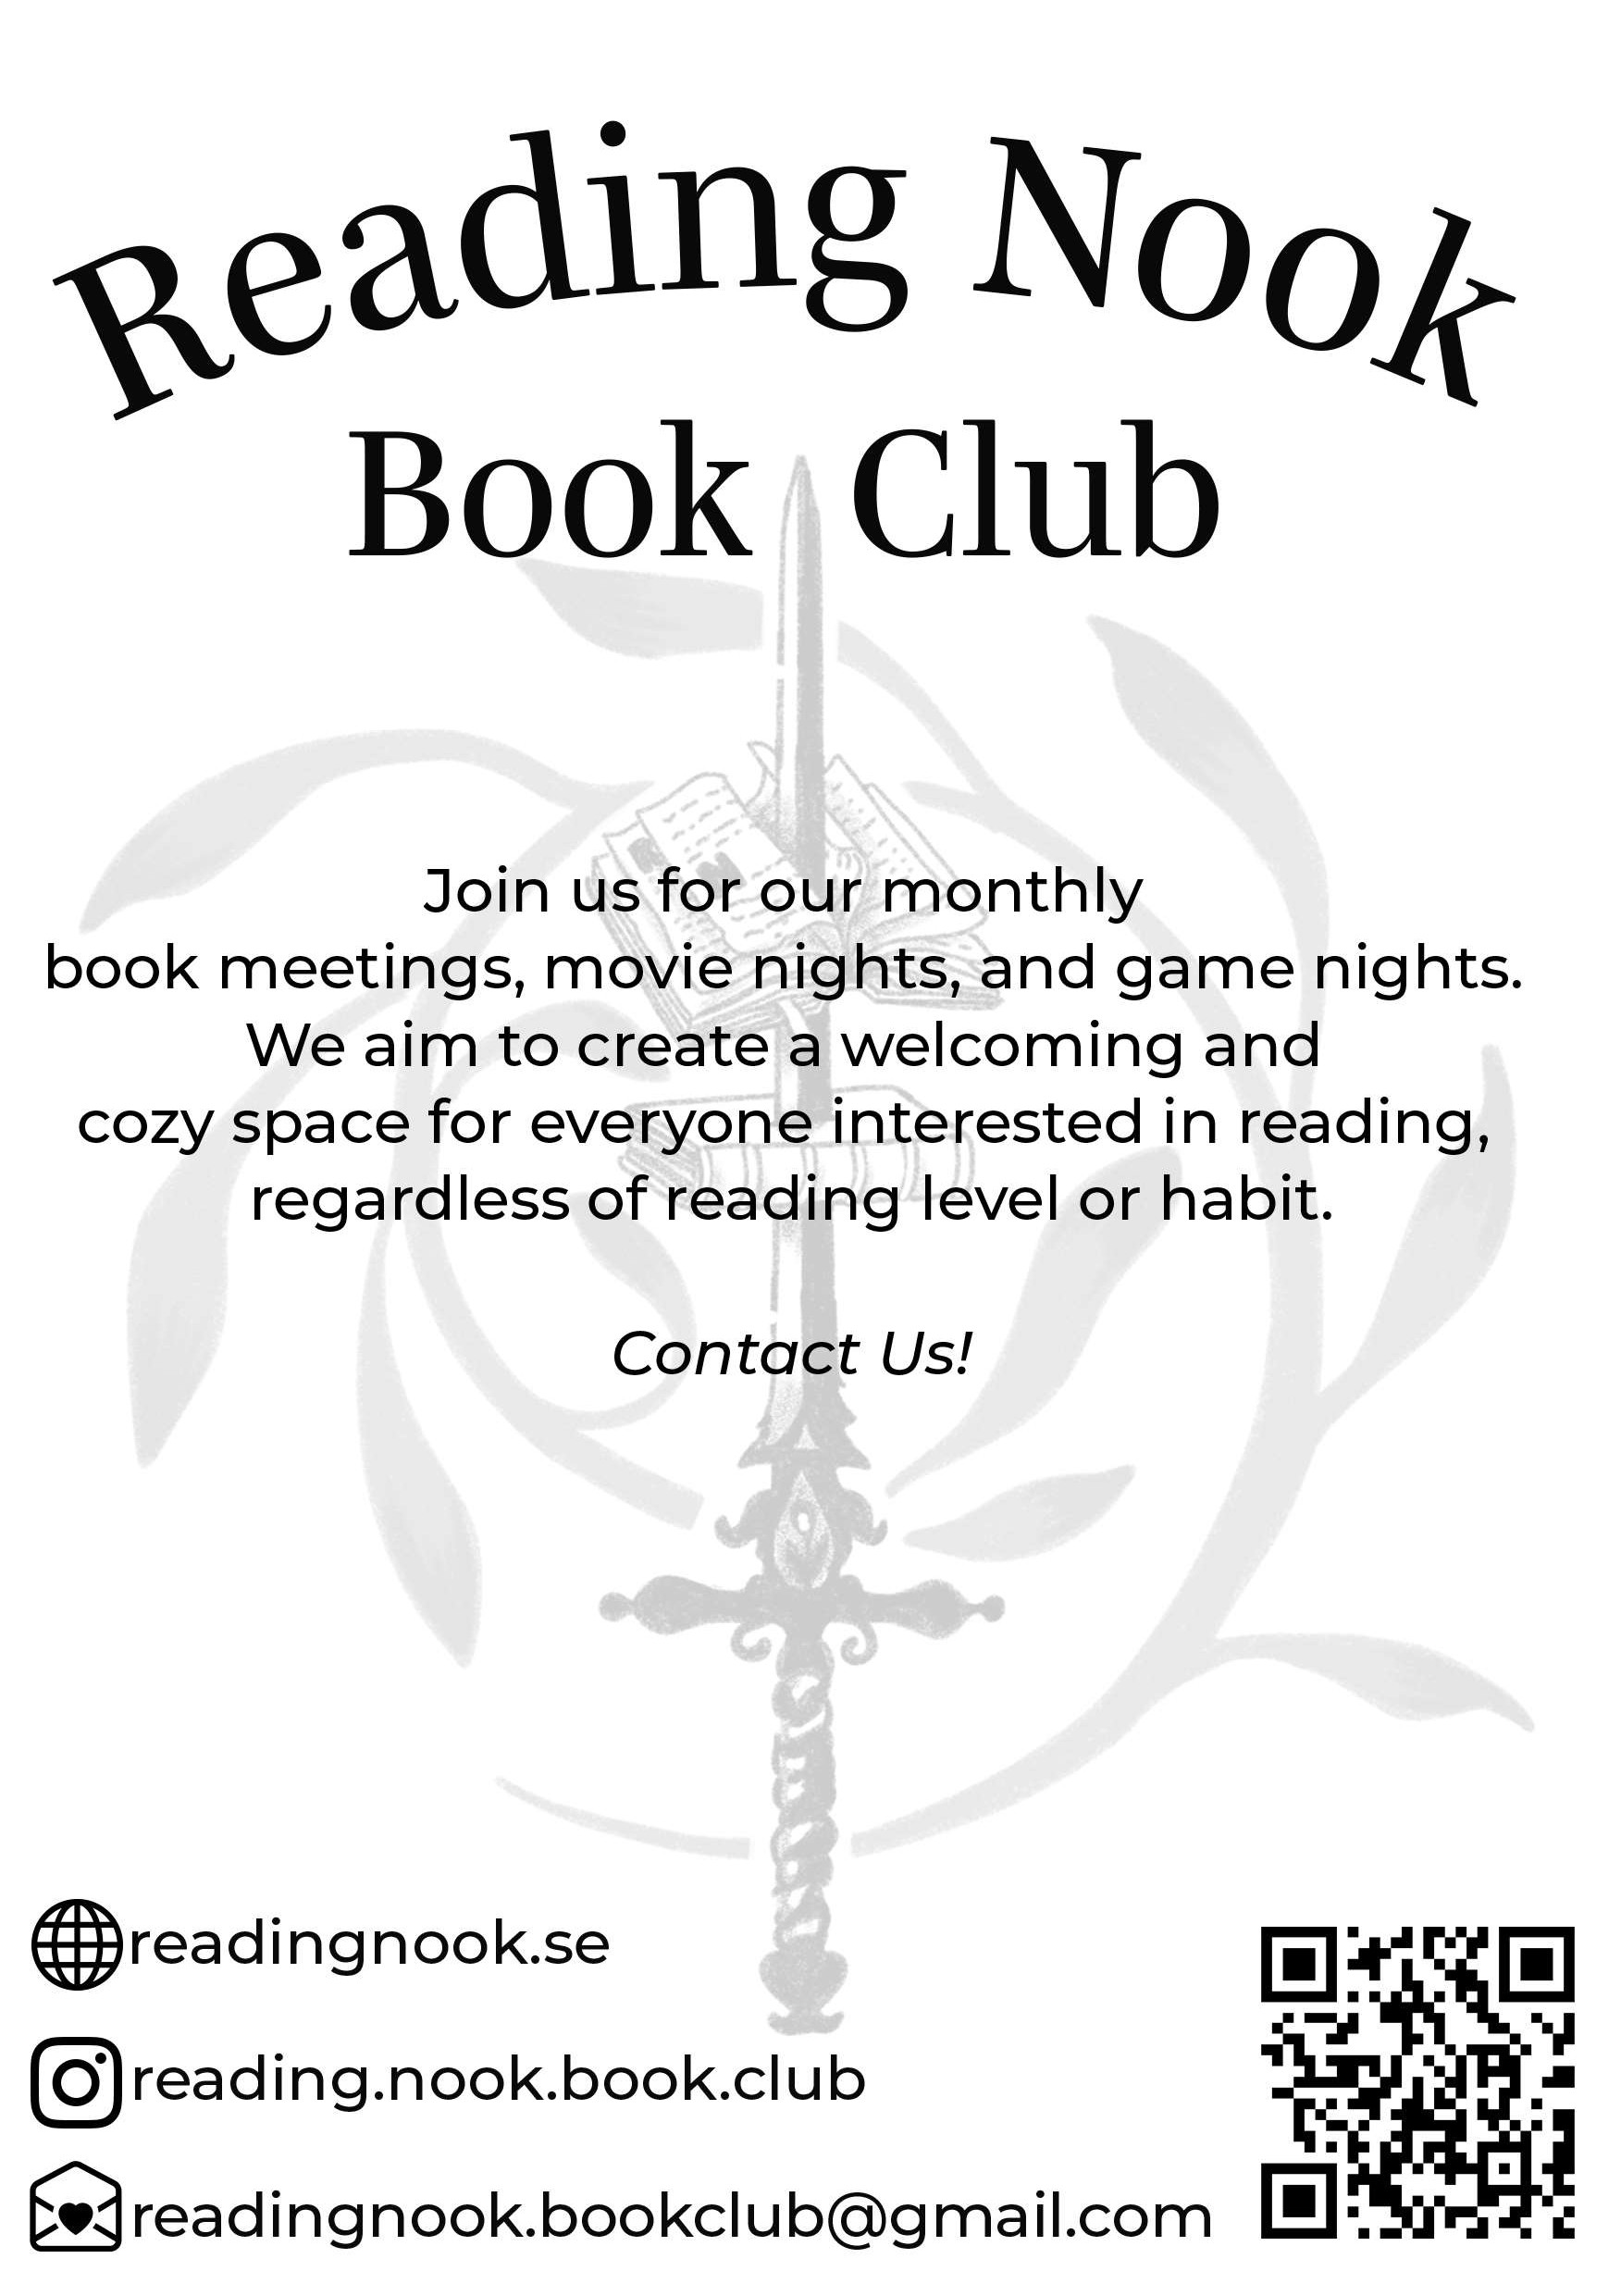 Reading Nook
Book Club
Join us for our monthly
book meetings, movie nights, and game nights.
We aim to create a welcoming and
cozy space for everyone interested in reading,
regardless of reading level or habit.
Contact Us!
readingnook.se
reading.nook.book.club
readingnook.bookclub@gmail.com